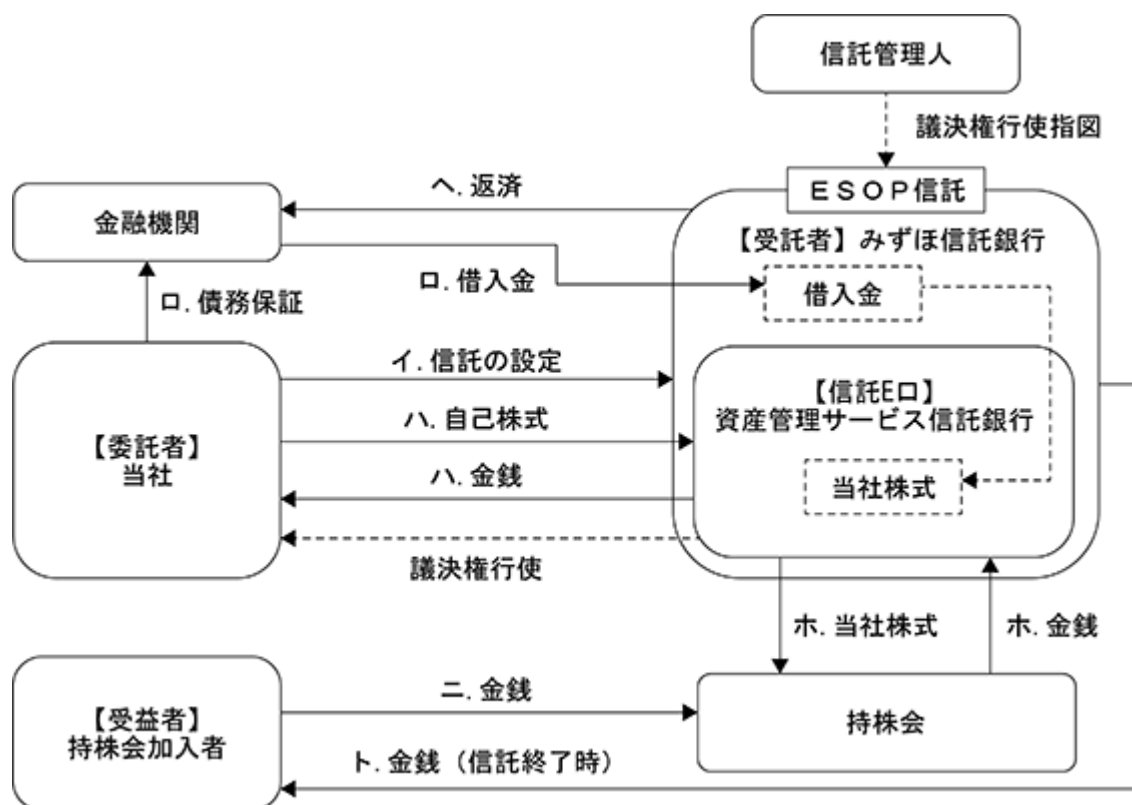 信託管理人
議決権行使指図
ESOP信託
ヘ. 返済
金融機関
【受託者】みずほ信託銀行
ロ. 借入金
借入金
ロ. 債務保証
イ. 信託の設定
【信託E口】
資産管理サービス信託銀行
ハ. 自己株式
【委託者】
当社
ハ. 金銭
当社株式
議決権行使
ホ. 当社株式
ホ. 金銭
ニ. 金銭
【受益者】
持株会加入者
持株会
ト. 金銭（信託終了時）